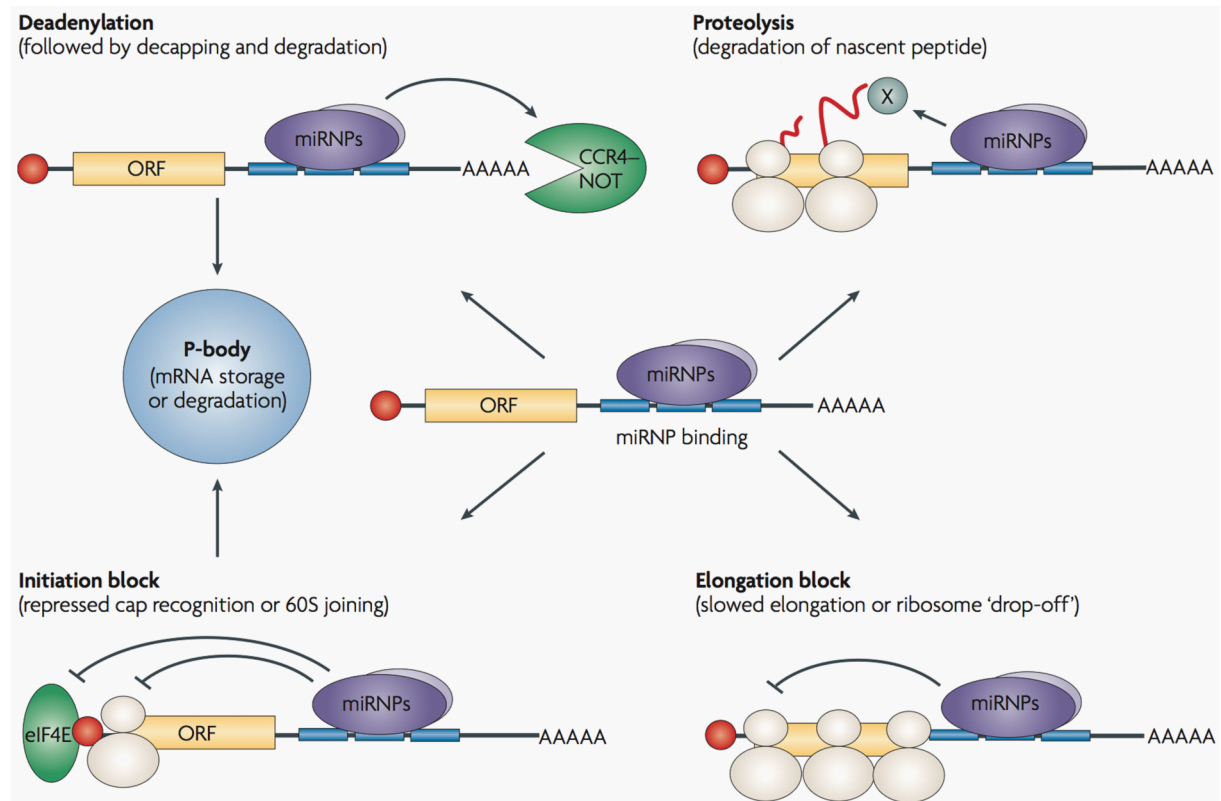 Deadenylation
(followed by decapping and degradation)
miRNPs
ORF
AAAAA
CCR4–
NOT
Proteolysis
(degradation of nascent peptide)
X
miRNPs
AAAAA
P-body
(mRNA storage
or degradation)
miRNPs
ORF
AAAAA
miRNP binding
Initiation block
(repressed cap recognition or 60S joining)
eIF4E
ORF
miRNPs
AAAAA
Elongation block
(slowed elongation or ribosome ‘drop-off’)
miRNPs
AAAAA